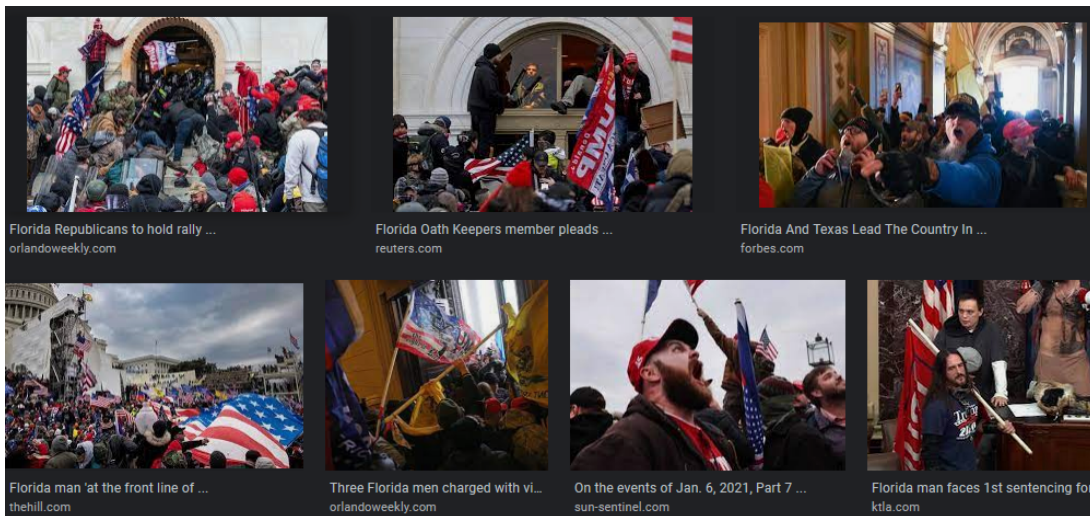 TRUMP
Florida Republicans to hold rally ...
orlandoweekly.com
Florida Oath Keepers member pleads ...
reuters.com
Florida And Texas Lead The Country In ...
forbes.com
Florida man 'at the front line of ...
thehill.com
Three Florida men charged with vi...
orlandoweekly.com
On the events of Jan. 6, 2021, Part 7 ...
sun-sentinel.com
Florida man faces 1st sentencing fo
ktla.com